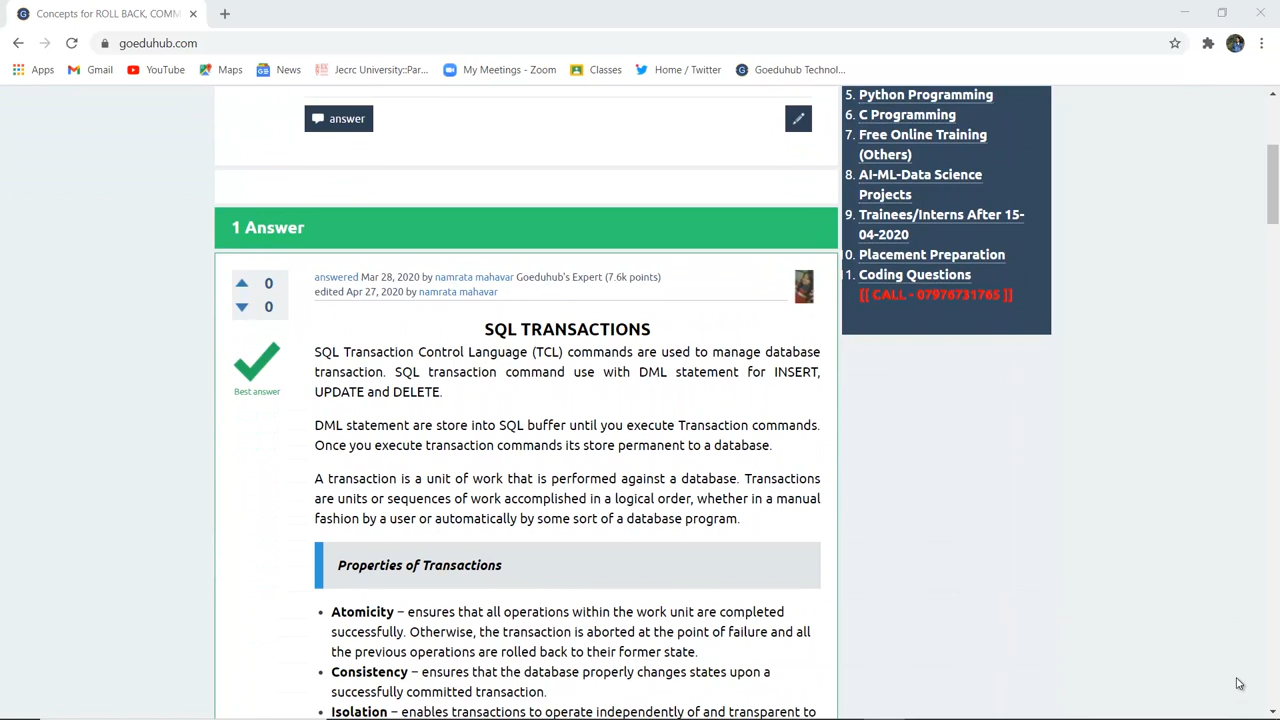 Concepts for ROLL BACK, COMM
goeduhub.com
Apps
Gmail
YouTube
Maps
News
Jecrc University::Par...
My Meetings - Zoom
Classes
Home / Twitter
Goeduhub Technol...
answer
5. Python Programming
6. C Programming
7. Free Online Training
(Others)
8. AI-ML-Data Science
Projects
9. Trainees/Interns After 15-
04-2020
10. Placement Preparation
1. Coding Questions
[[ CALL - 07976731765 ]]
1 Answer
0
0
Best answer
answered Mar 28, 2020 by namrata mahavar Goeduhub's Expert (7.6k points)
edited Apr 27, 2020 by namrata mahavar
SQL TRANSACTIONS
SQL Transaction Control Language (TCL) commands are used to manage database
transaction. SQL transaction command use with DML statement for INSERT,
UPDATE and DELETE.
DML statement are store into SQL buffer until you execute Transaction commands.
Once you execute transaction commands its store permanent to a database.
A transaction is a unit of work that is performed against a database. Transactions
are units or sequences of work accomplished in a logical order, whether in a manual
fashion by a user or automatically by some sort of a database program.
Properties of Transactions
• Atomicity − ensures that all operations within the work unit are completed
successfully. Otherwise, the transaction is aborted at the point of failure and all
the previous operations are rolled back to their former state.
• Consistency − ensures that the database properly changes states upon a
successfully committed transaction.
• Isolation − enables transactions to operate independently of and transparent to